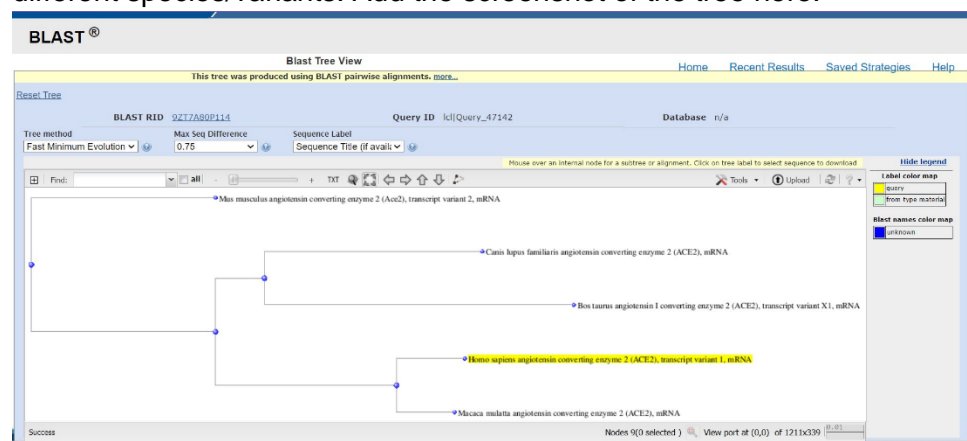 different species/variants. Add the screenshot of the tree here.
BLAST ®
Blast Tree View
Home Recent Results Saved Strategies Help
This tree was produced using BLAST pairwise alignments. more...
Reset Tree
BLAST RID 9ZT7A80P114 Query ID lcl|Query_47142 Database n/a
Tree method Max Seq Difference Sequence Label
Fast Minimum Evolution 0.75 Sequence Title (if availa
Mouse over an internal node for a subtree or alignment. Click on tree label to select sequence to download
Hide legend
Find: all - + TXT Tools Upload ?
Label color map
query
from type material
Blast names color map
unknown
Mus musculus angiotensin converting enzyme 2 (Ace2), transcript variant 2, mRNA
Canis lupus familiaris angiotensin converting enzyme 2 (ACE2), mRNA
Bos taurus angiotensin I converting enzyme 2 (ACE2), transcript variant X1, mRNA
Homo sapiens angiotensin converting enzyme 2 (ACE2), transcript variant 1, mRNA
Macaca mulatta angiotensin converting enzyme 2 (ACE2), mRNA
Success Nodes 9(0 selected ) View port at (0,0) of 1211x339 0.01